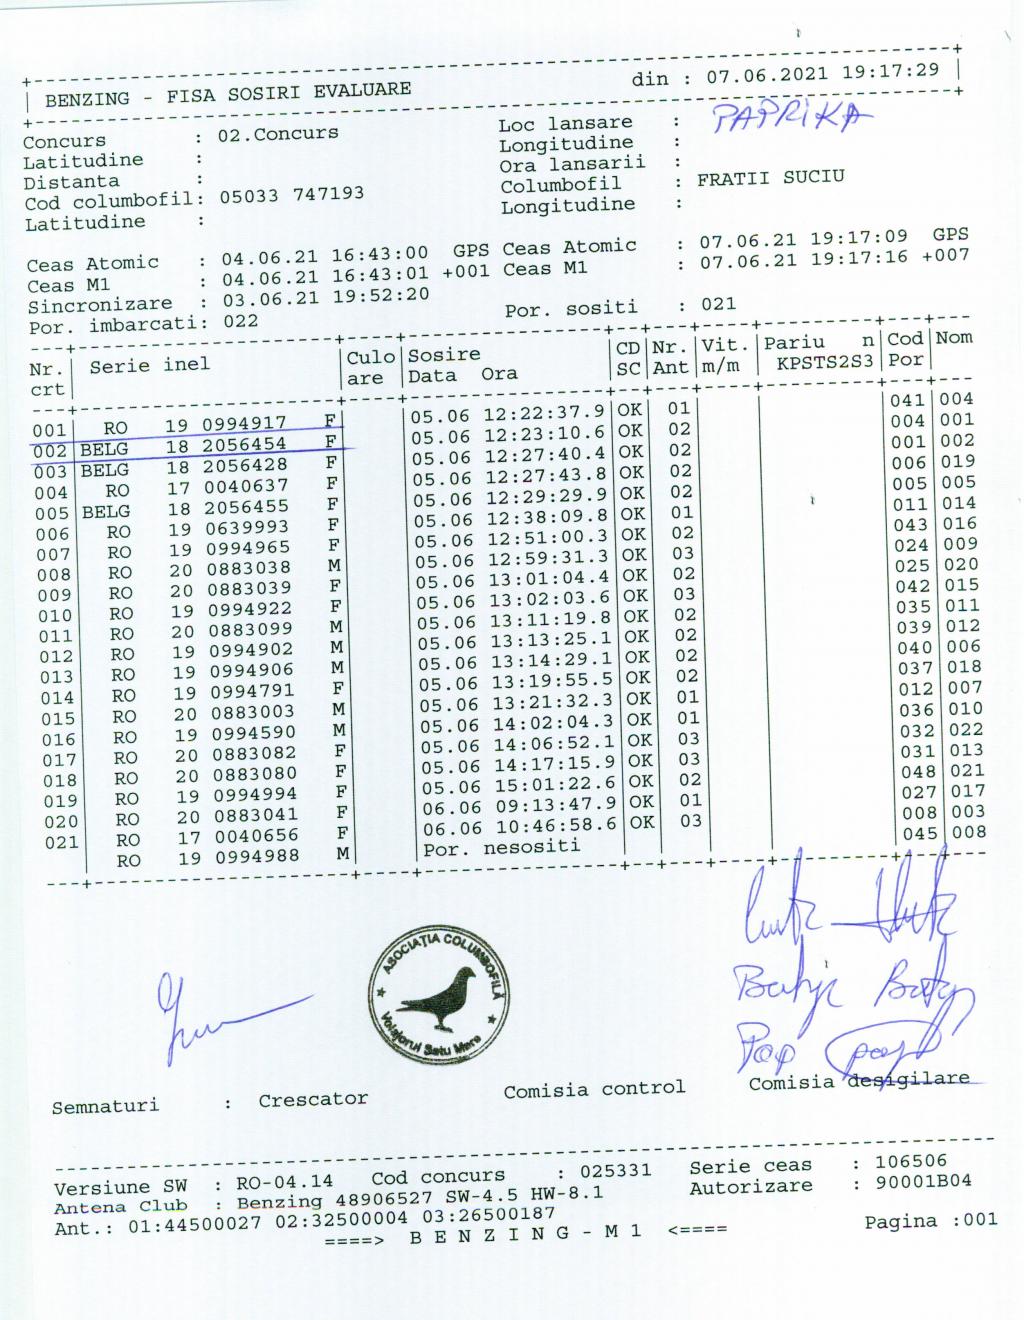 BENZING - FISA SOSIRI EVALUARE din : 07.06.2021 19:17:29
Concurs : 02.Concurs Loc lansare : PAPRIKA
Latitudine : Longitudine :
Distanta : Ora lansarii :
Cod columbofil: 05033 747193 Columbofil : FRATII SUCIU
Latitudine : Longitudine :
Ceas Atomic : 04.06.21 16:43:00 GPS Ceas Atomic : 07.06.21 19:17:09 GPS
Ceas M1 : 04.06.21 16:43:01 +001 Ceas M1 : 07.06.21 19:17:16 +007
Sincronizare : 03.06.21 19:52:20
Por. imbarcati: 022 Por. sositi : 021
Nr. Serie inel Culo Sosire CD Nr. Vit. Pariu n Cod Nom
crt are Data Ora SC Ant m/m KPSTS2S3 Por
001 RO 19 0994917 F 05.06 12:22:37.9 OK 01 041 004
002 BELG 18 2056454 F 05.06 12:23:10.6 OK 02 004 001
003 BELG 18 2056428 F 05.06 12:27:40.4 OK 02 001 002
004 RO 17 0040637 F 05.06 12:27:43.8 OK 02 006 019
005 BELG 18 2056455 F 05.06 12:29:29.9 OK 02 005 005
006 RO 19 0639993 F 05.06 12:38:09.8 OK 01 011 014
007 RO 19 0994965 F 05.06 12:51:00.3 OK 02 043 016
008 RO 20 0883038 M 05.06 12:59:31.3 OK 03 024 009
009 RO 20 0883039 F 05.06 13:01:04.4 OK 02 025 020
010 RO 19 0994922 F 05.06 13:02:03.6 OK 03 042 015
011 RO 20 0883099 M 05.06 13:11:19.8 OK 02 035 011
012 RO 19 0994902 M 05.06 13:13:25.1 OK 02 039 012
013 RO 19 0994906 M 05.06 13:14:29.1 OK 02 040 006
014 RO 19 0994791 F 05.06 13:19:55.5 OK 02 037 018
015 RO 20 0883003 M 05.06 13:21:32.3 OK 01 012 007
016 RO 19 0994590 M 05.06 14:02:04.3 OK 01 036 010
017 RO 20 0883082 F 05.06 14:06:52.1 OK 03 032 022
018 RO 20 0883080 F 05.06 14:17:15.9 OK 03 031 013
019 RO 19 0994994 F 05.06 15:01:22.6 OK 02 048 021
020 RO 20 0883041 F 06.06 09:13:47.9 OK 01 027 017
021 RO 17 0040656 F 06.06 10:46:58.6 OK 03 008 003
RO 19 0994988 M Por. nesositi 045 008
ASOCIAȚIA COLUMBOFILĂ
Voiajorul Satu Mare
Pop
Semnaturi : Crescator Comisia control Comisia desigilare
Versiune SW : RO-04.14 Cod concurs : 025331 Serie ceas : 106506
Antena Club : Benzing 48906527 SW-4.5 HW-8.1 Autorizare : 90001B04
Ant.: 01:44500027 02:32500004 03:26500187
====> B E N Z I N G - M 1 <==== Pagina :001